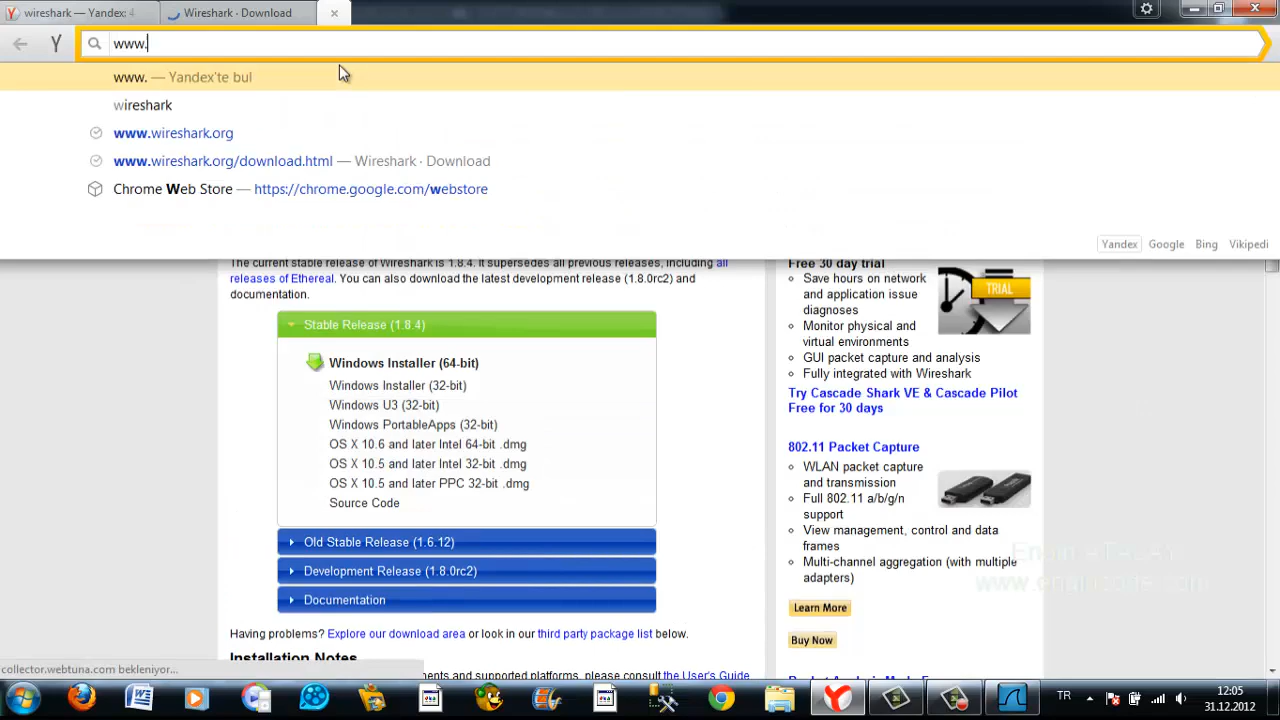 wireshark — Yandex: 4
Wireshark · Download
www.
www. — Yandex'te bul
wireshark
www.wireshark.org
www.wireshark.org/download.html — Wireshark · Download
Chrome Web Store — https://chrome.google.com/webstore
Yandex Google Bing Vikipedi
The current stable release of Wireshark is 1.8.4. It supersedes all previous releases, including all
releases of Ethereal. You can also download the latest development release (1.8.0rc2) and
documentation.
Stable Release (1.8.4)
Windows Installer (64-bit)
Windows Installer (32-bit)
Windows U3 (32-bit)
Windows PortableApps (32-bit)
OS X 10.6 and later Intel 64-bit .dmg
OS X 10.5 and later Intel 32-bit .dmg
OS X 10.5 and later PPC 32-bit .dmg
Source Code
Old Stable Release (1.6.12)
Development Release (1.8.0rc2)
Documentation
Having problems? Explore our download area or look in our third party package list below.
Installation Notes
ments and supported platforms, please consult the User's Guide
Free 30 day trial
Save hours on network
and application issue
diagnoses
Monitor physical and
virtual environments
GUI packet capture and analysis
Fully integrated with Wireshark
TRIAL
Try Cascade Shark VE & Cascade Pilot
Free for 30 days
802.11 Packet Capture
WLAN packet capture
and transmission
Full 802.11 a/b/g/n
support
View management, control and data
frames
Multi-channel aggregation (with multiple
adapters)
Learn More
Buy Now
collector.webtuna.com bekleniyor...
TR
12:05
31.12.2012